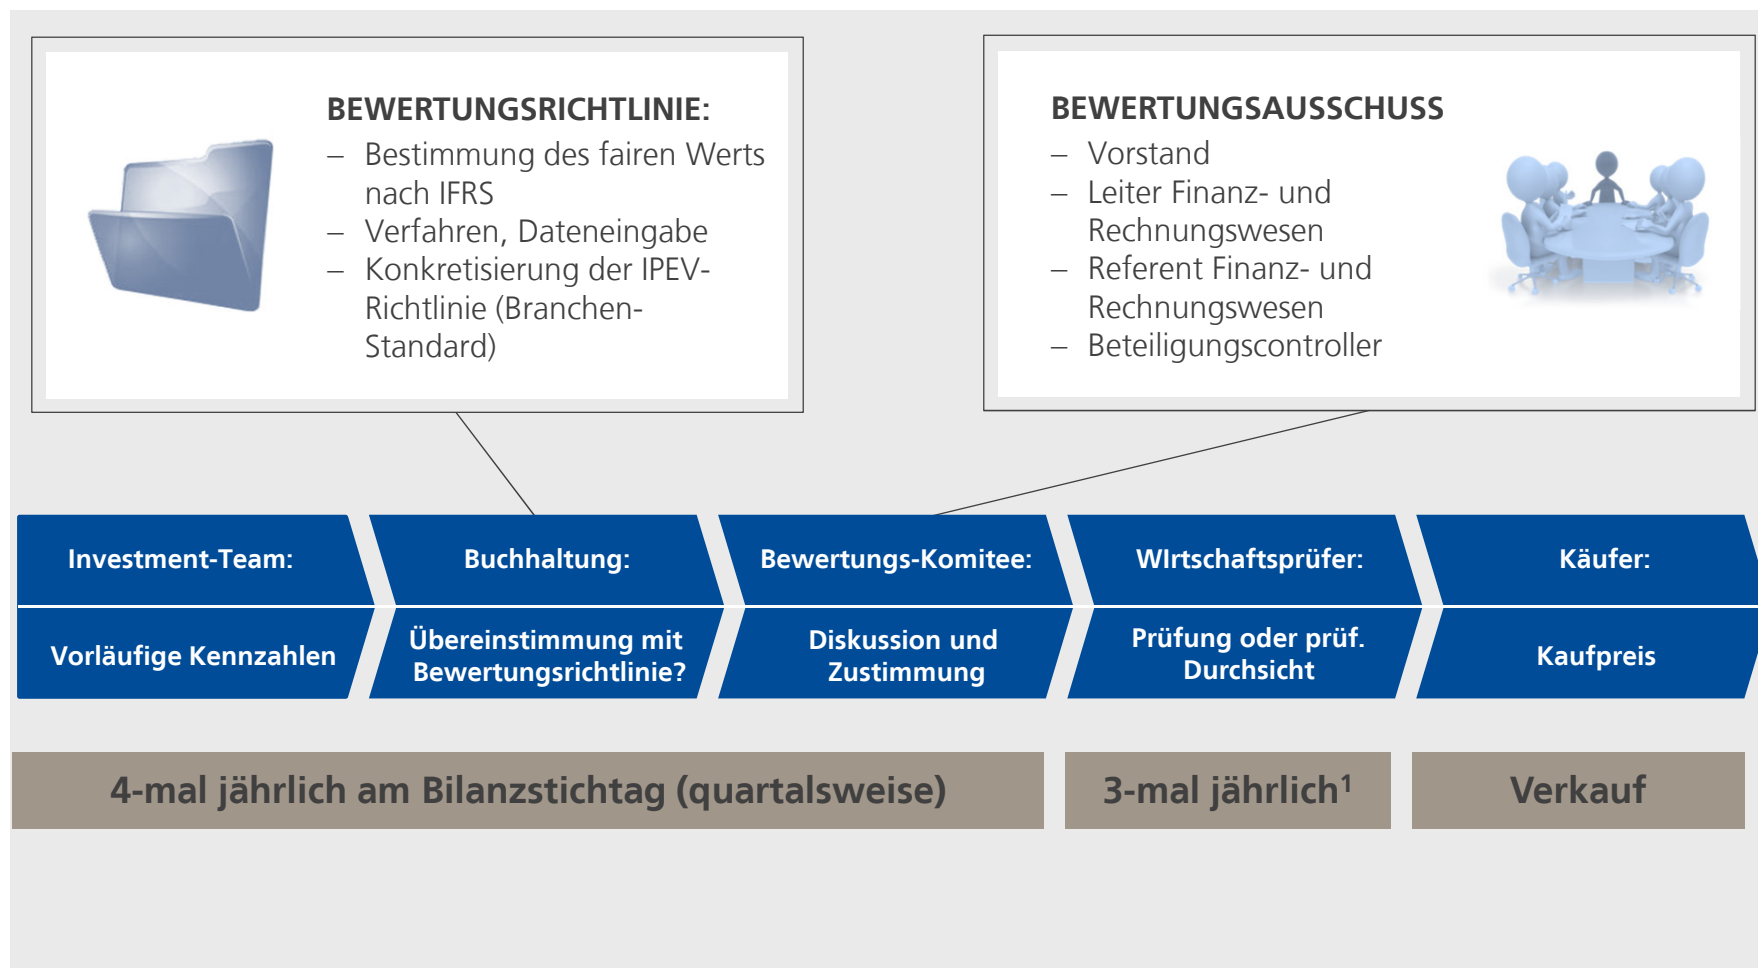 BEWERTUNGSRICHTLINIE:
– Bestimmung des fairen Werts
nach IFRS
– Verfahren, Dateneingabe
– Konkretisierung der IPEV-
Richtlinie (Branchen-
Standard)
BEWERTUNGSAUSSCHUSS
– Vorstand
– Leiter Finanz- und
Rechnungswesen
– Referent Finanz- und
Rechnungswesen
– Beteiligungscontroller
Investment-Team:
Vorläufige Kennzahlen
Buchhaltung:
Übereinstimmung mit
Bewertungsrichtlinie?
Bewertungs-Komitee:
Diskussion und
Zustimmung
WIrtschaftsprüfer:
Prüfung oder prüf.
Durchsicht
Käufer:
Kaufpreis
4-mal jährlich am Bilanzstichtag (quartalsweise)
3-mal jährlich¹
Verkauf